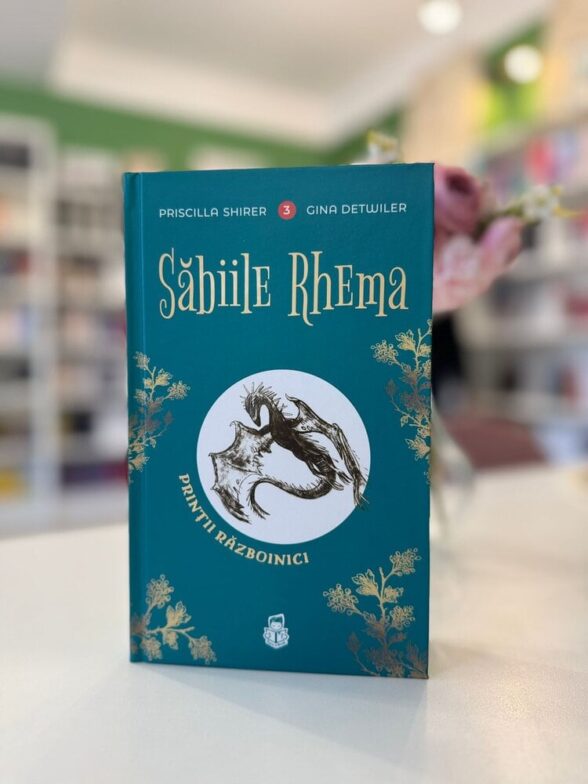 PRISCILLA SHIRER 3 GINA DETWILER
Săbiile Rhema
PRINȚII RĂZBOINICI